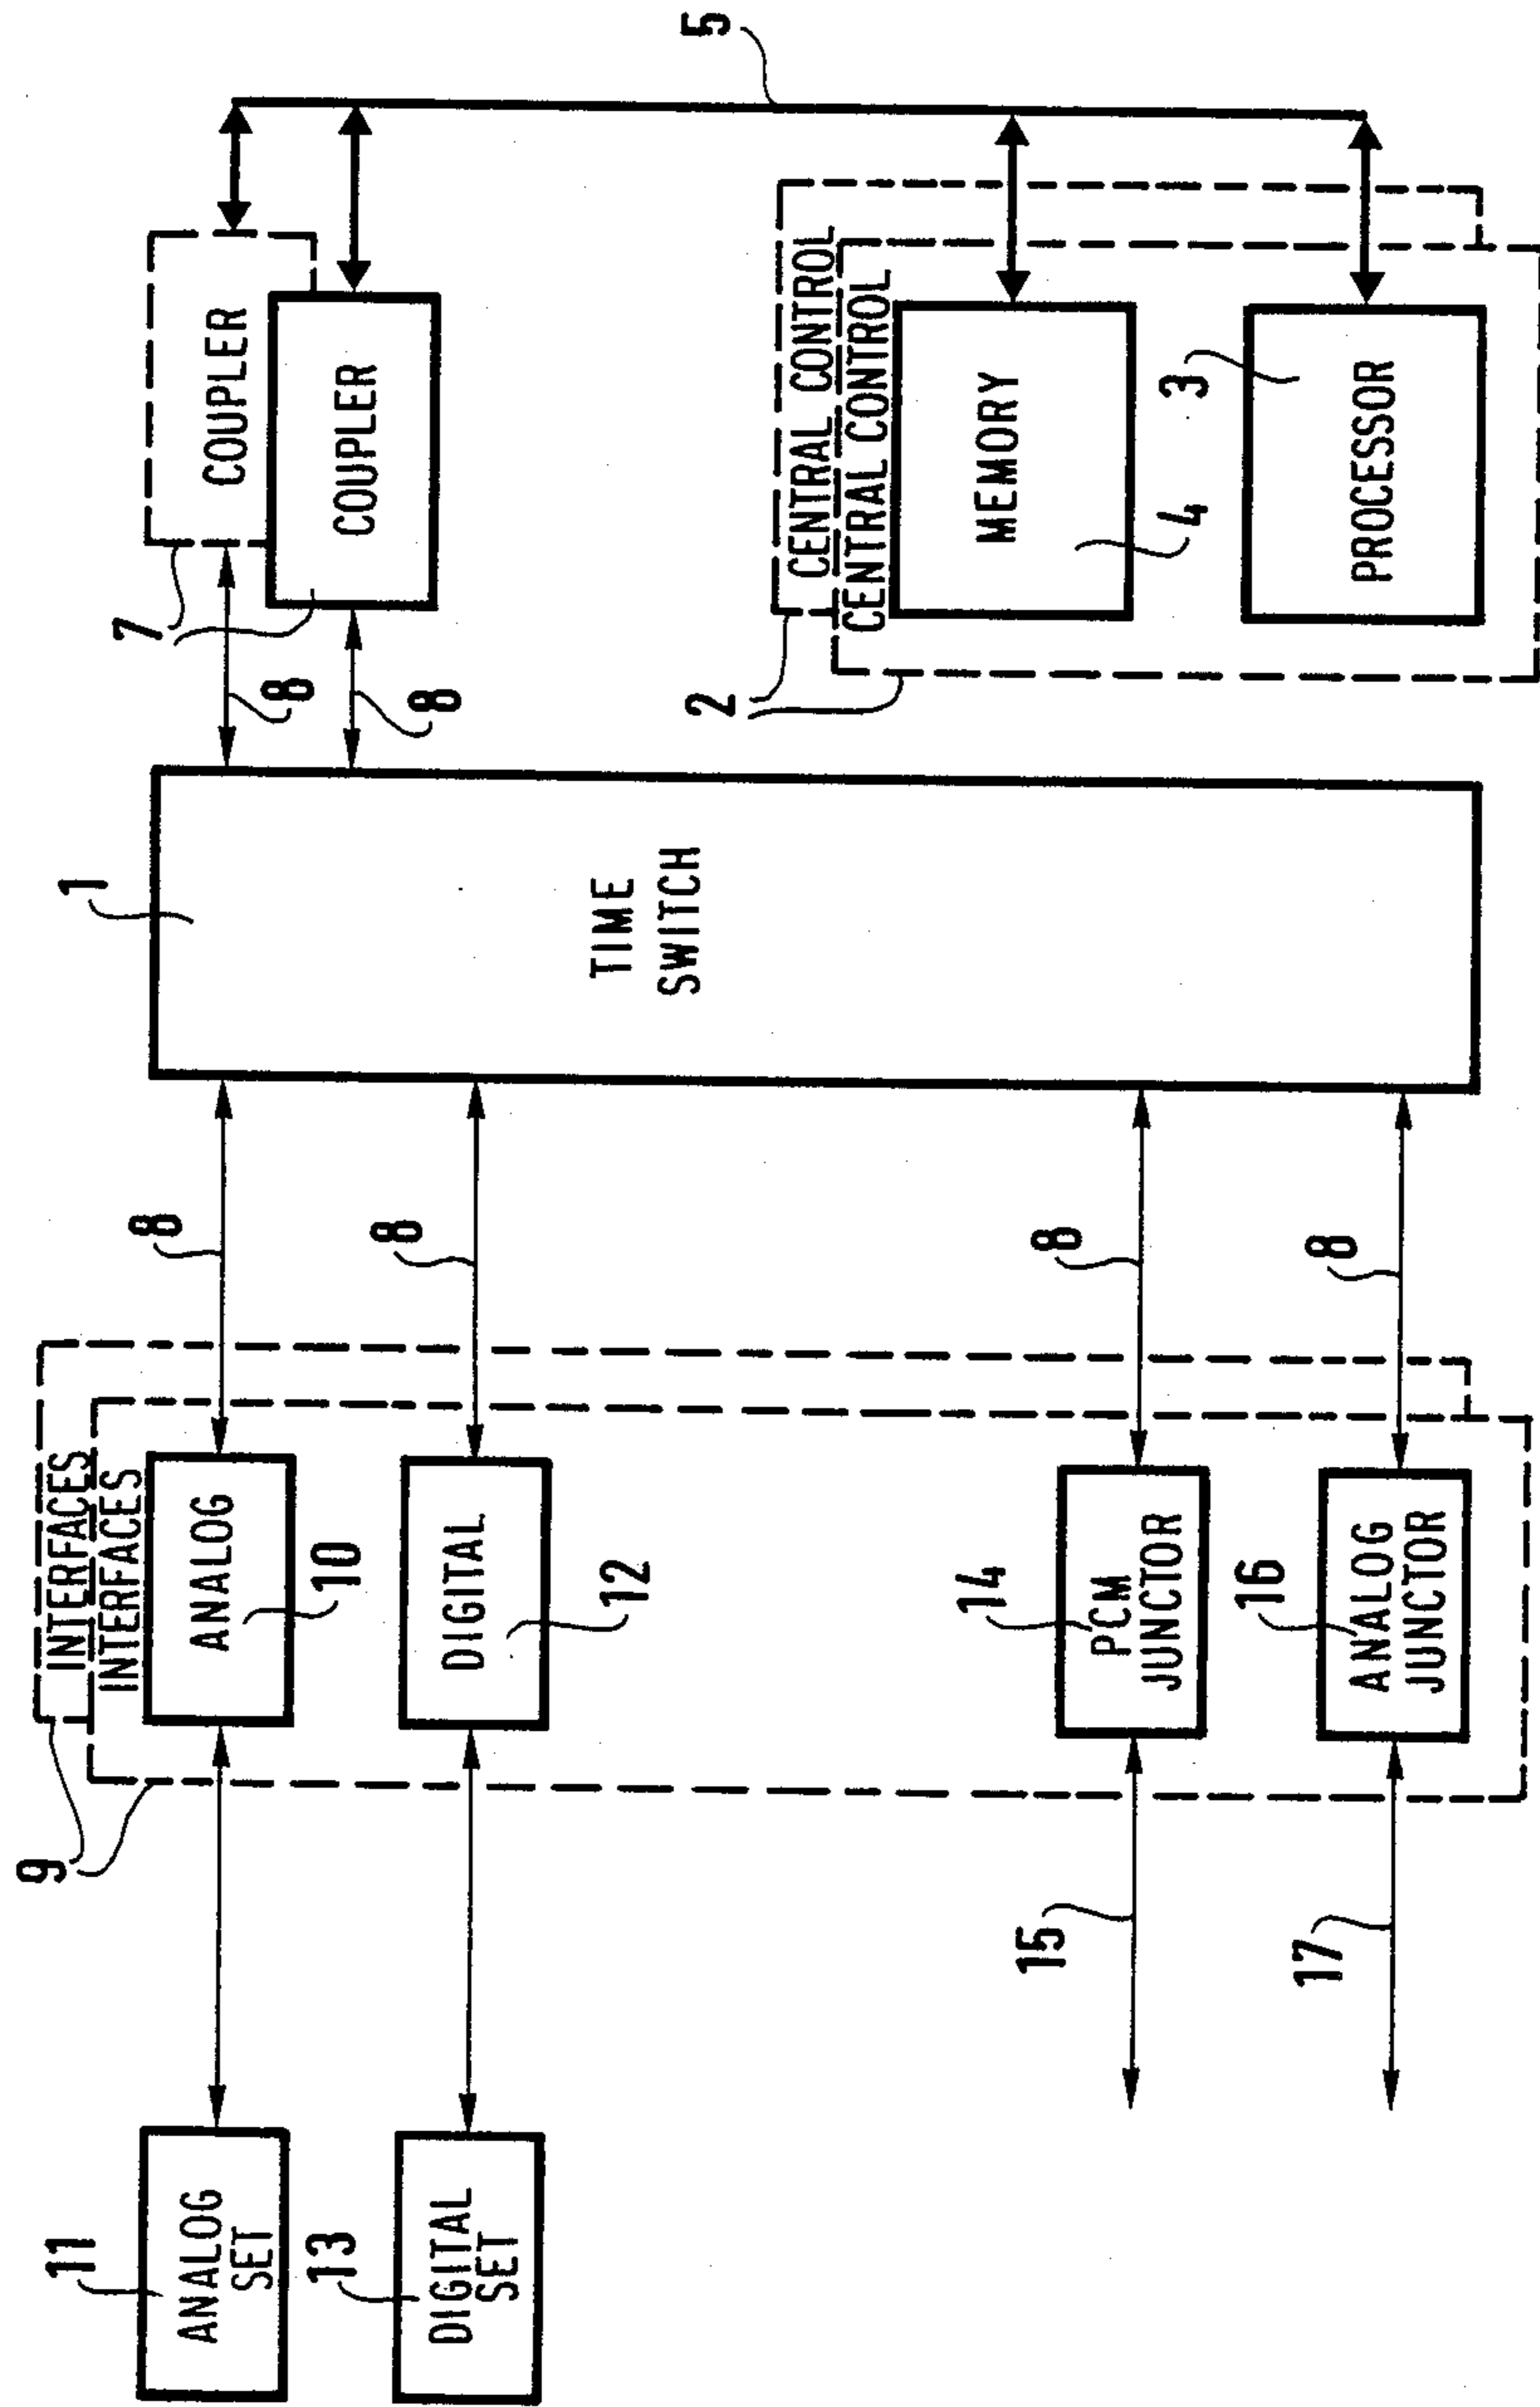 11
ANALOG
SET
13
DIGITAL
SET
9
INTERFACES
INTERFACES
ANALOG
10
DIGITAL
12
14
PCM
JUNCTOR
16
ANALOG
JUNCTOR
15
17
8
8
8
8
1
TIME
SWITCH
7
8
8
COUPLER
COUPLER
2
CENTRAL CONTROL
CENTRAL CONTROL
MEMORY
4
3
PROCESSOR
5